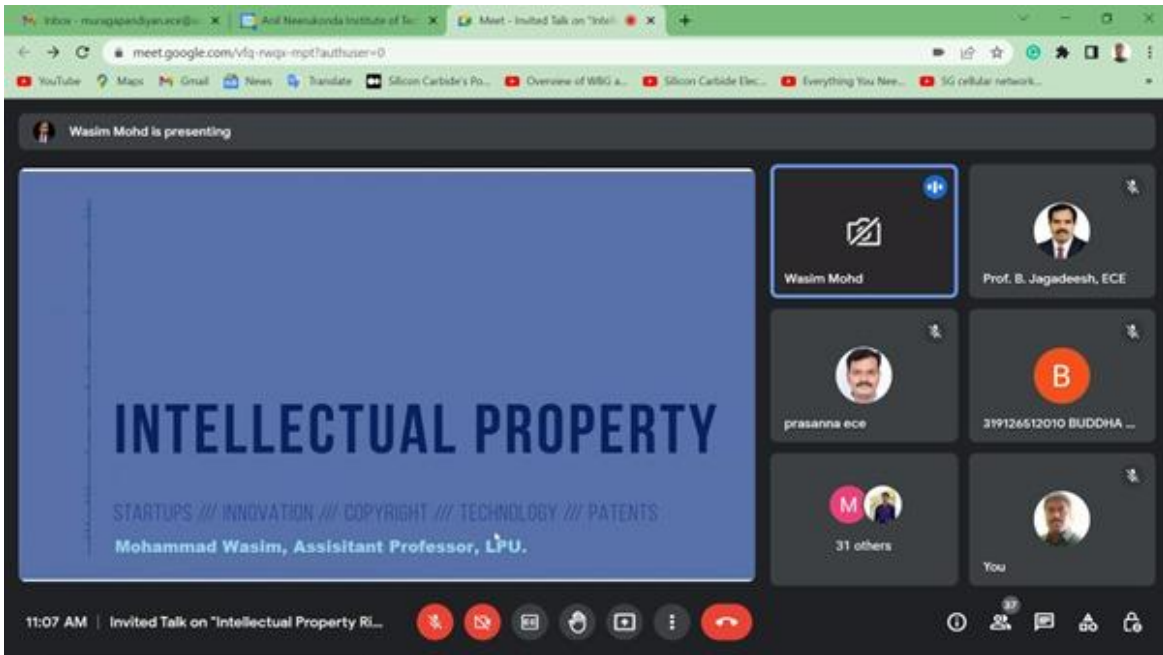 Inbox - murugapandiyan.ece@
Anil Neerukonda Institute of Tec
Meet - Invited Talk on "Intell
meet.google.com/vfq-rwqx-mpt?authuser=0
YouTube Maps Gmail News Translate Silicon Carbide's Po... Overview of WBG a... Silicon Carbide Elec... Everything You Nee... 5G cellular network...
Wasim Mohd is presenting
INTELLECTUAL PROPERTY
STARTUPS /// INNOVATION /// COPYRIGHT /// TECHNOLOGY /// PATENTS
Mohammad Wasim, Assisitant Professor, LPU.
Wasim Mohd
Prof. B. Jagadeesh, ECE
prasanna ece
B
319126512010 BUDDHA ...
M
31 others
You
11:07 AM | Invited Talk on "Intellectual Property Ri...
37